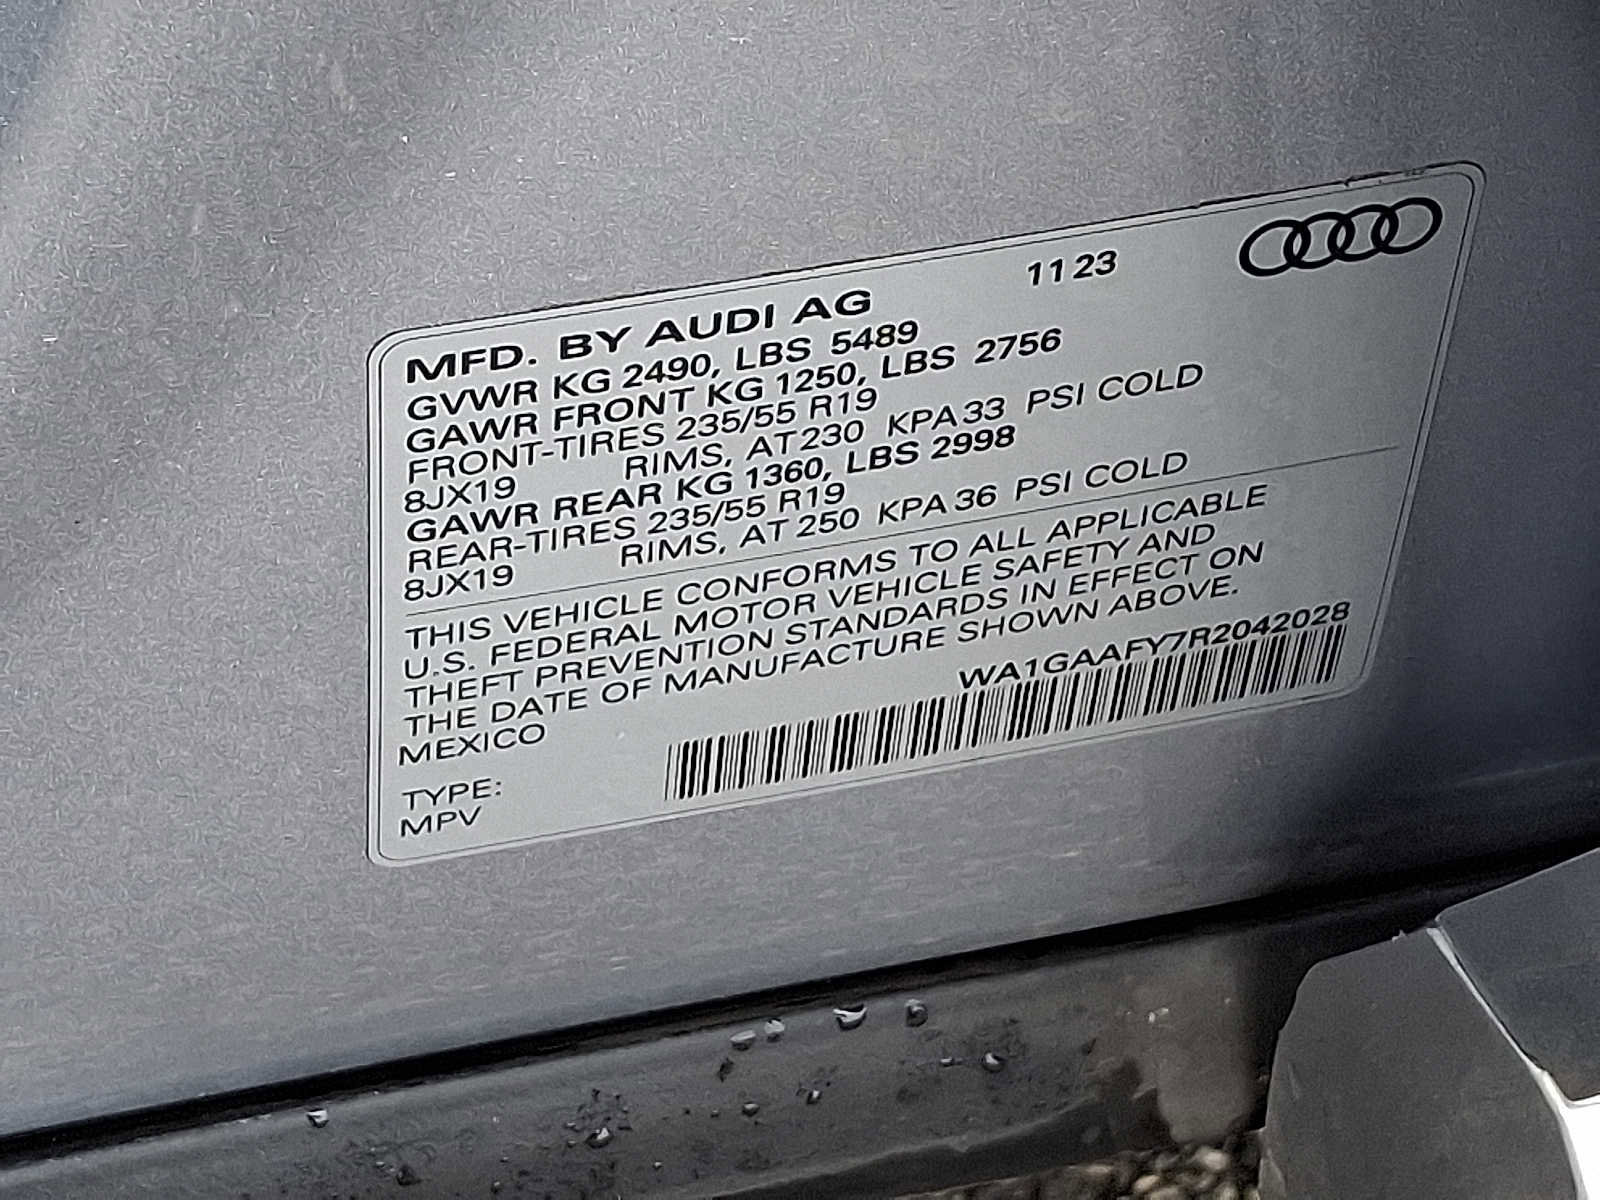 11 23
MFD. BY AUDI AG
GVWR KG 2490, LBS 5489
GAWR FRONT KG 1250, LBS 2756
FRONT-TIRES 235/55 R19
8JX19 RIMS, AT 230 KPA 33 PSI COLD
GAWR REAR KG 1360, LBS 2998
REAR-TIRES 235/55 R19
8JX19 RIMS, AT 250 KPA 36 PSI COLD
THIS VEHICLE CONFORMS TO ALL APPLICABLE
U.S. FEDERAL MOTOR VEHICLE SAFETY AND
THEFT PREVENTION STANDARDS IN EFFECT ON
THE DATE OF MANUFACTURE SHOWN ABOVE.
MEXICO
WA1GAAFY7R2042028
TYPE:
MPV